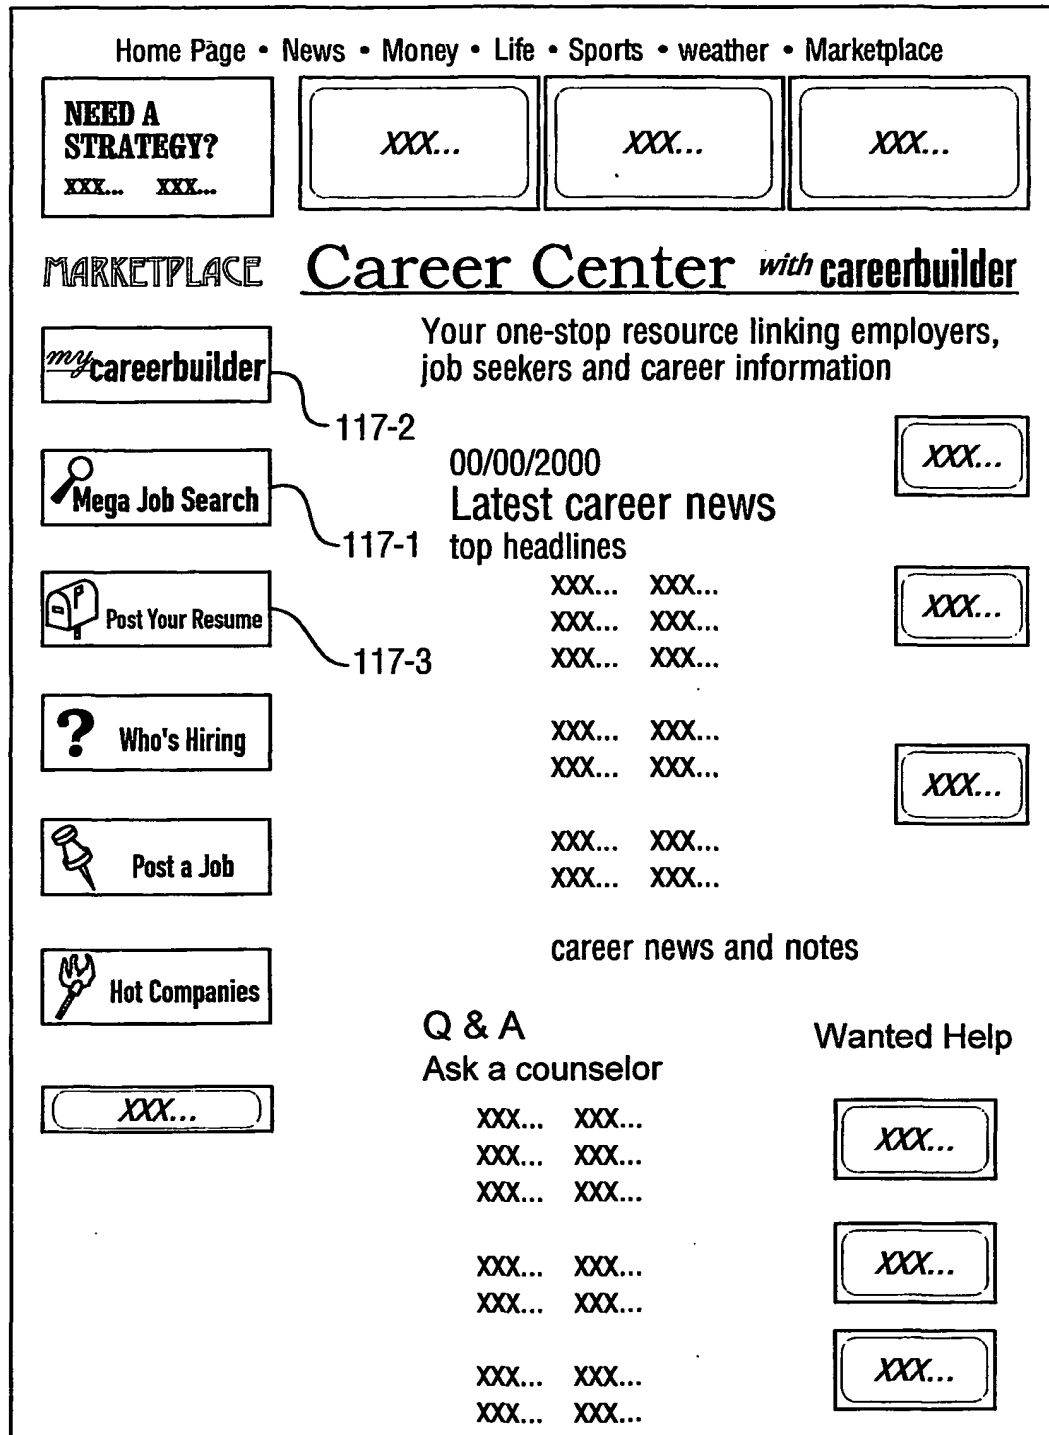 Home Page • News • Money • Life • Sports • weather • Marketplace
NEED A
STRATEGY?
XXX... XXX...
XXX...
XXX...
XXX...
MARKETPLACE
Career Center with careerbuilder
Your one-stop resource linking employers,
job seekers and career information
my careerbuilder
117-2
Mega Job Search
117-1
Post Your Resume
117-3
Who's Hiring
Post a Job
Hot Companies
XXX...
00/00/2000
Latest career news
top headlines
XXX... XXX...
XXX... XXX...
XXX... XXX...
XXX... XXX...
XXX... XXX...
XXX... XXX...
XXX... XXX...
career news and notes
XXX...
XXX...
XXX...
Q & A
Ask a counselor
XXX... XXX...
XXX... XXX...
XXX... XXX...
XXX... XXX...
XXX... XXX...
XXX... XXX...
XXX... XXX...
Wanted Help
XXX...
XXX...
XXX...